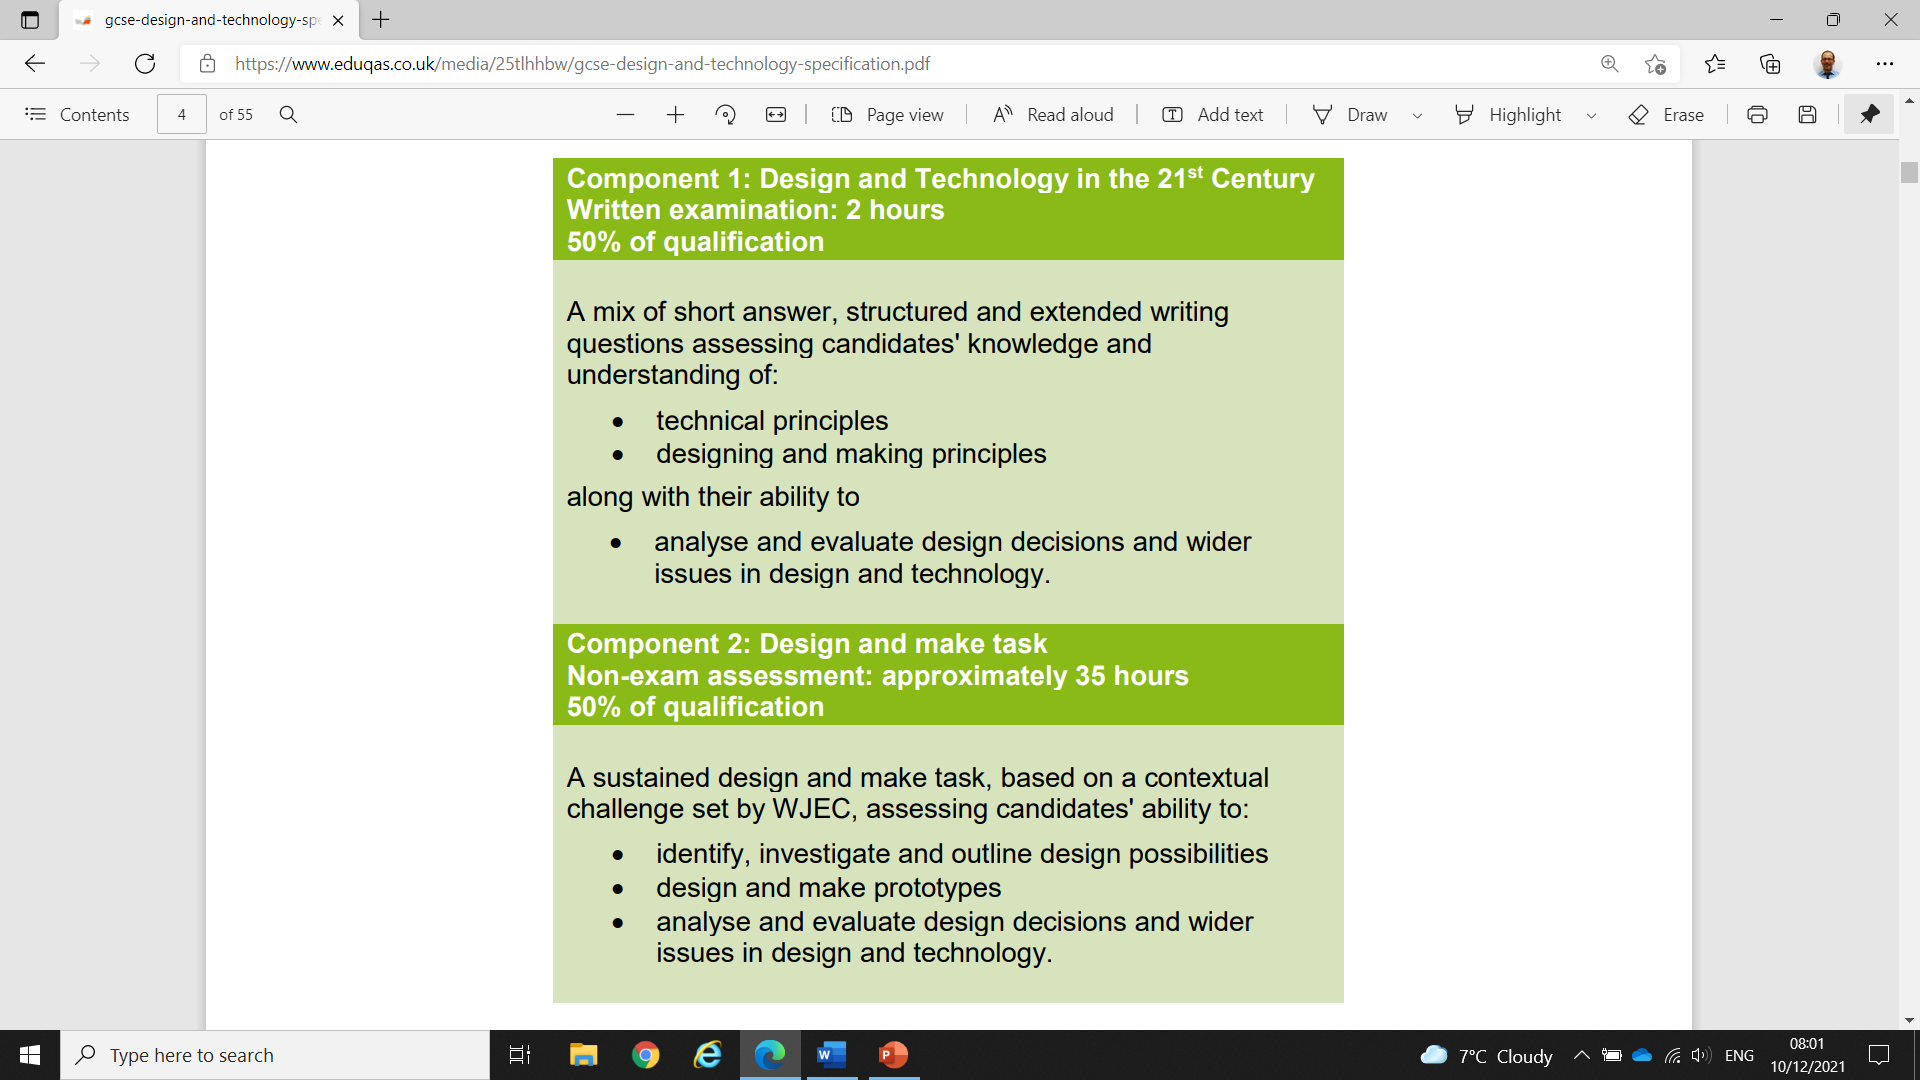 gcse-design-and-technology-spe
https://www.eduqas.co.uk/media/25tlhhbw/gcse-design-and-technology-specification.pdf
Contents 4 of 55 Page view Read aloud Add text Draw Highlight Erase
Component 1: Design and Technology in the 21st Century
Written examination: 2 hours
50% of qualification
A mix of short answer, structured and extended writing
questions assessing candidates' knowledge and
understanding of:
• technical principles
• designing and making principles
along with their ability to
• analyse and evaluate design decisions and wider
issues in design and technology.
Component 2: Design and make task
Non-exam assessment: approximately 35 hours
50% of qualification
A sustained design and make task, based on a contextual
challenge set by WJEC, assessing candidates' ability to:
• identify, investigate and outline design possibilities
• design and make prototypes
• analyse and evaluate design decisions and wider
issues in design and technology.
Type here to search 7°C Cloudy ENG
08:01
10/12/2021